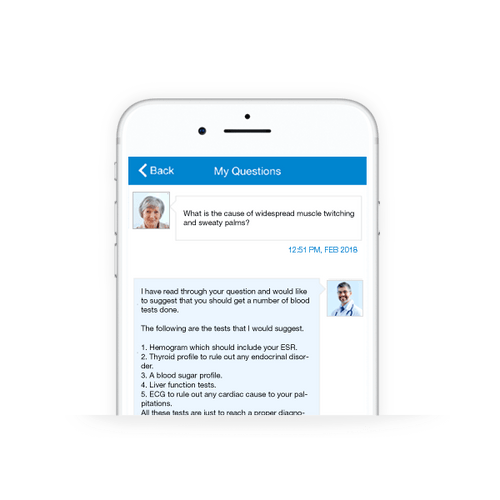 Back
My Questions
What is the cause of widespread muscle twitching
and sweaty palms?
12:51 PM, FEB 2018
I have read through your question and would like
to suggest that you should get a number of blood
tests done.
The following are the tests that I would suggest.
1. Hemogram which should include your ESR.
2. Thyroid profile to rule out any endocrinal disor-
der.
3. A blood sugar profile.
4. Liver function tests.
5. ECG to rule out any cardiac cause to your pal-
pitations.
All these tests are just to reach a proper diagno-